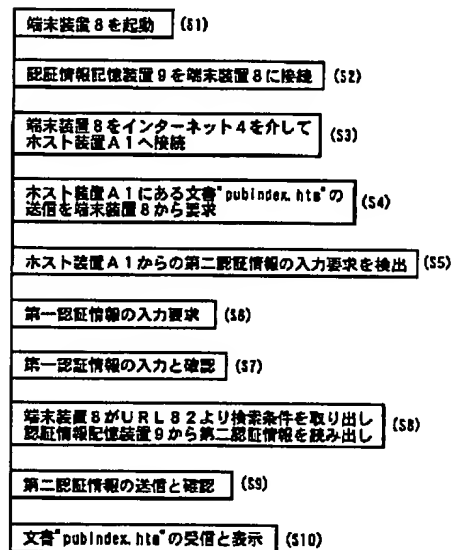 端末装置8を起動 (S1)
認証情報記憶装置9を端末装置8に接続 (S2)
端末装置8をインターネット4を介して
ホスト装置A1へ接続 (S3)
ホスト装置A1にある文書"pubindex.htm"の
送信を端末装置8から要求 (S4)
ホスト装置A1からの第二認証情報の入力要求を検出 (S5)
第一認証情報の入力要求 (S6)
第一認証情報の入力と確認 (S7)
端末装置8がURL82より検索条件を取り出し
認証情報記憶装置9から第二認証情報を読み出し (S8)
第二認証情報の送信と確認 (S9)
文書"pubindex.htm"の受信と表示 (S10)